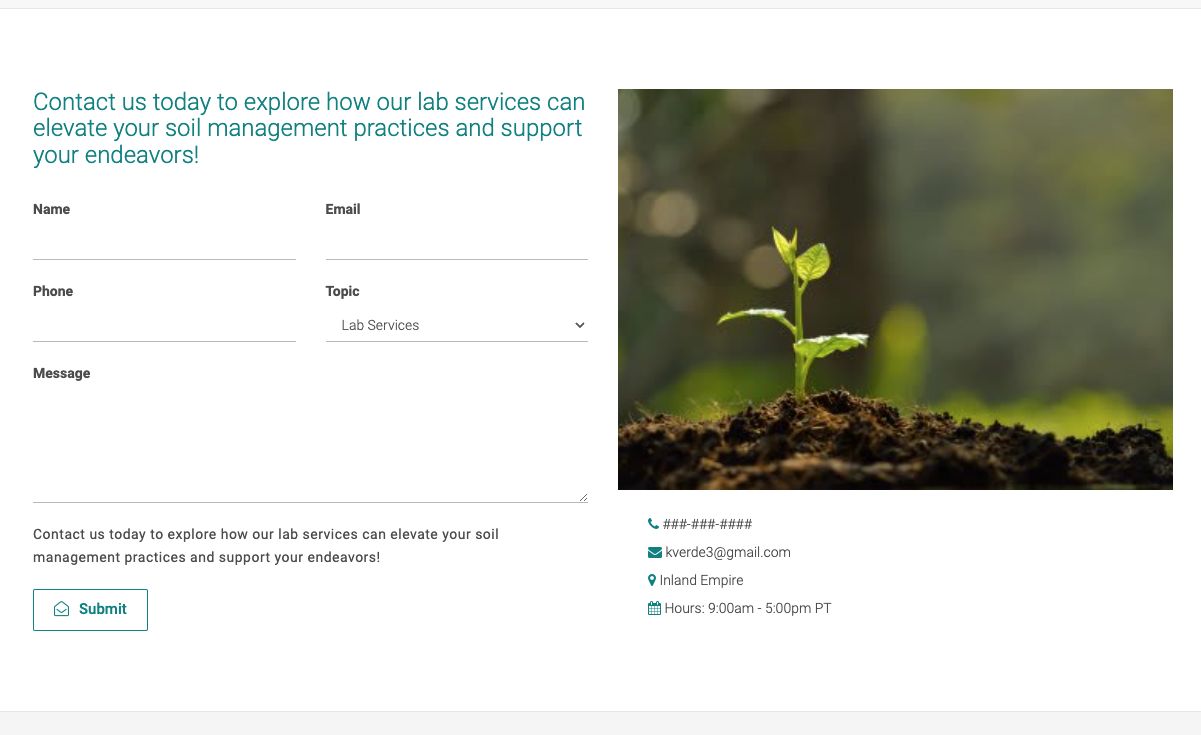 Contact us today to explore how our lab services can
elevate your soil management practices and support
your endeavors!
Name
Email
Phone
Topic
Lab Services
Message
Contact us today to explore how our lab services can elevate your soil
management practices and support your endeavors!
Submit
###-###-####
kverde3@gmail.com
Inland Empire
Hours: 9:00am - 5:00pm PT